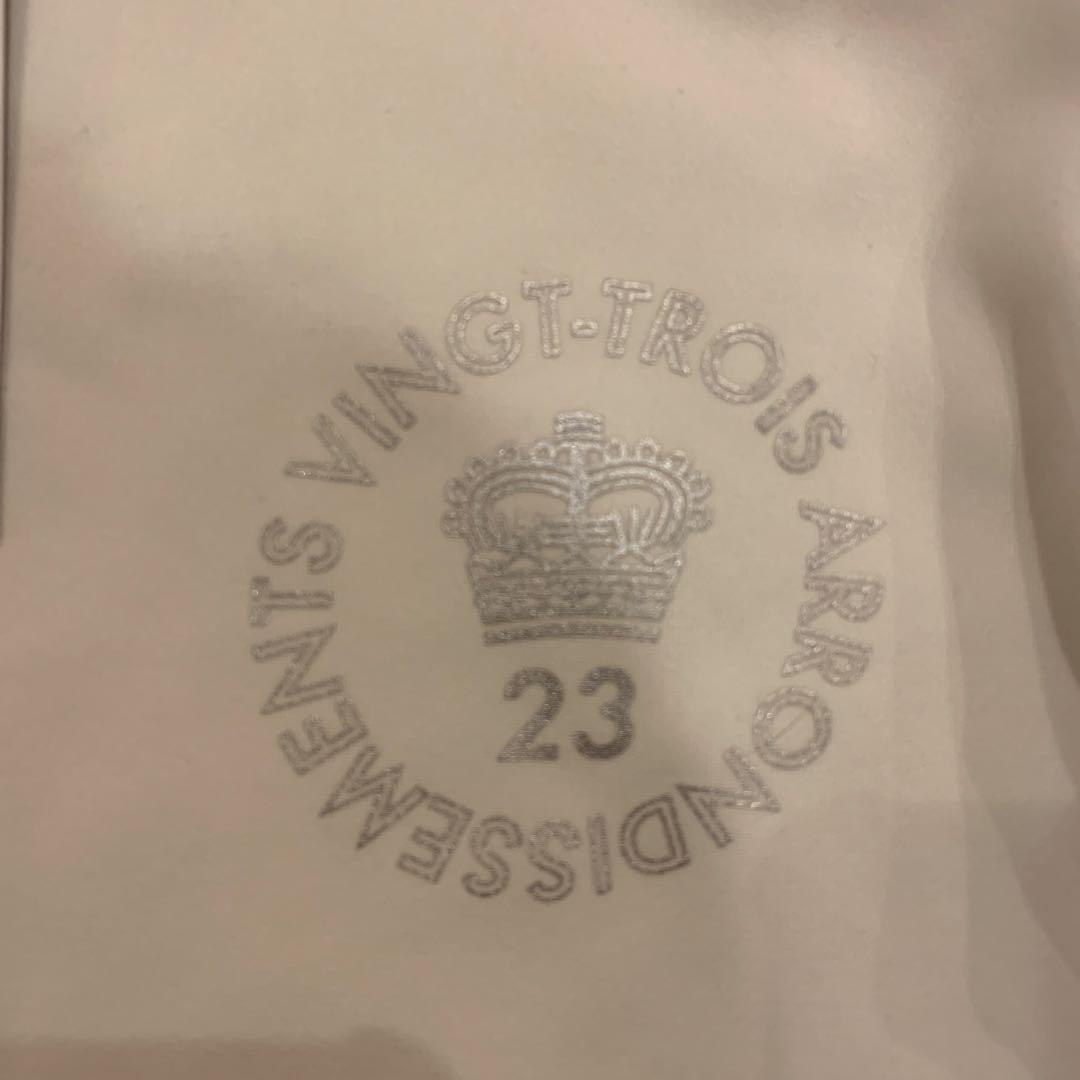 VINGT-TROIS ARRONDISSEMENTS
23